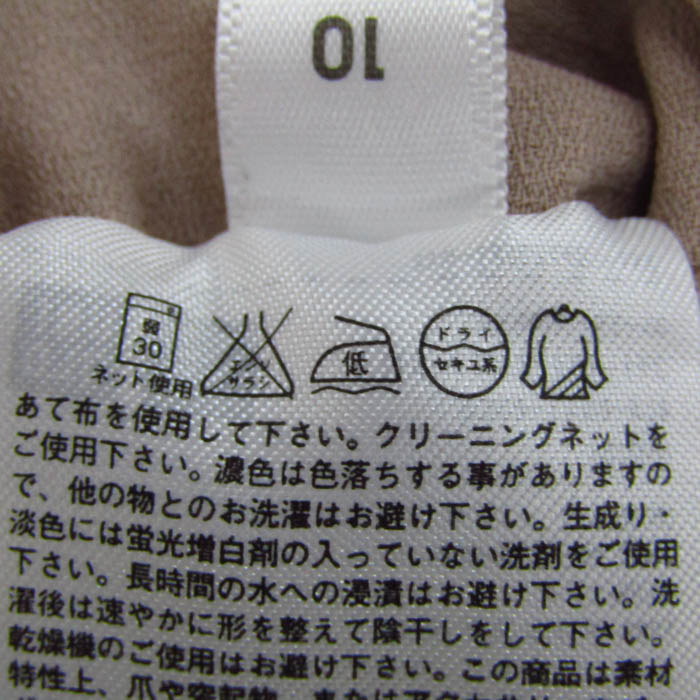 10
弱
30
ネット使用
エンソ
サラシ
低
ドライ
セキユ系
あて布を使用して下さい。クリーニングネットを
ご使用下さい。濃色は色落ちする事がありますの
で、他の物とのお洗濯はお避け下さい。生成り・
淡色には蛍光増白剤の入っていない洗剤をご使用
下さい。長時間の水への浸漬はお避け下さい。洗
濯後は速やかに形を整えて陰干しをして下さい。
乾燥機のご使用はお避け下さい。この商品は素材
特性上、爪や突起物、または